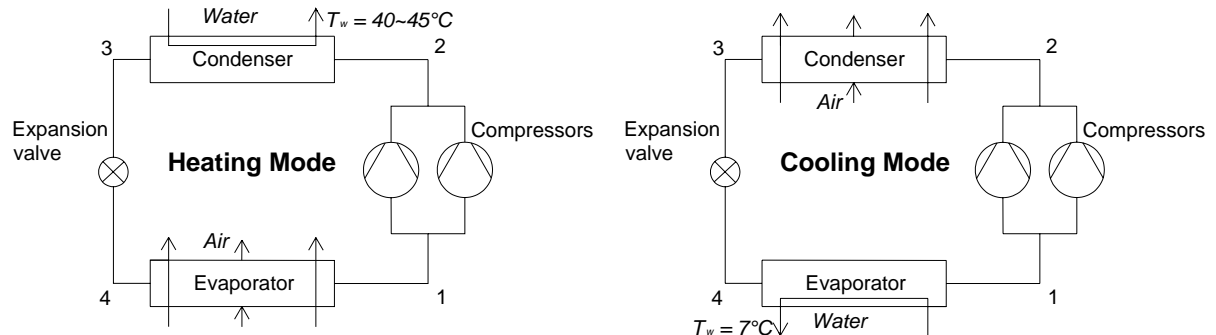 Water
T_w = 40~45°C
3
2
Condenser
Expansion
valve
Compressors
Heating Mode
Air
4
Evaporator
1
3
2
Condenser
Air
Expansion
valve
Compressors
Cooling Mode
4
Evaporator
1
T_w = 7°C
Water